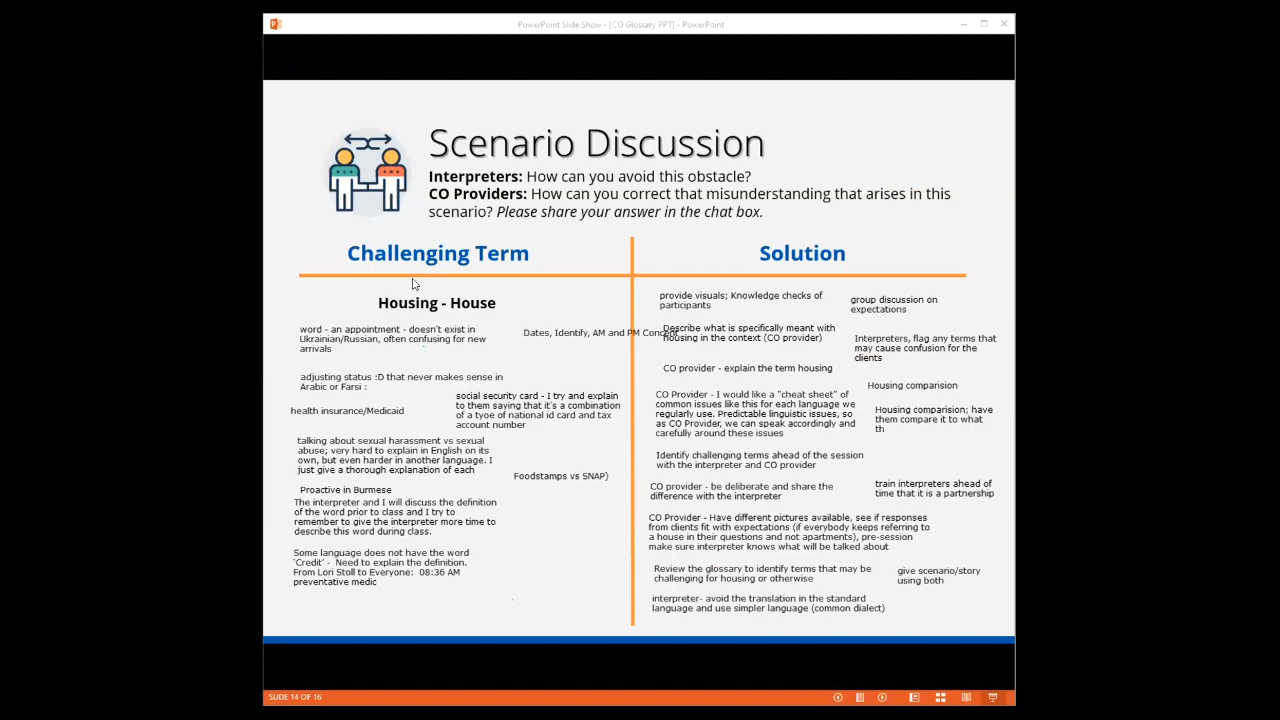 PowerPoint Slide Show - [CO Glossary PPT] - PowerPoint
Scenario Discussion
Interpreters: How can you avoid this obstacle?
CO Providers: How can you correct that misunderstanding that arises in this
scenario? Please share your answer in the chat box.
Challenging Term
Housing - House
word - an appointment - doesn't exist in
Ukrainian/Russian, often confusing for new
arrivals
Dates, Identify, AM and PM Concept
adjusting status :D that never makes sense in
Arabic or Farsi :
social security card - I try and explain
to them saying that it's a combination
of a tyoe of national id card and tax
account number
health insurance/Medicaid
talking about sexual harassment vs sexual
abuse; very hard to explain in English on its
own, but even harder in another language. I
just give a thorough explanation of each
Foodstamps vs SNAP)
Proactive in Burmese
The interpreter and I will discuss the definition
of the word prior to class and I try to
remember to give the interpreter more time to
describe this word during class.
Some language does not have the word
'Credit' - Need to explain the definition.
From Lori Stoll to Everyone: 08:36 AM
preventative medic
Solution
provide visuals; Knowledge checks of
participants
group discussion on
expectations
Describe what is specifically meant with
housing in the context (CO provider)
Interpreters, flag any terms that
may cause confusion for the
clients
CO provider - explain the term housing
Housing comparision
CO Provider - I would like a "cheat sheet" of
common issues like this for each language we
regularly use. Predictable linguistic issues, so
as CO Provider, we can speak accordingly and
carefully around these issues
Housing comparision; have
them compare it to what
th
Identify challenging terms ahead of the session
with the interpreter and CO provider
CO provider - be deliberate and share the
difference with the interpreter
train interpreters ahead of
time that it is a partnership
CO Provider - Have different pictures available, see if responses
from clients fit with expectations (if everybody keeps referring to
a house in their questions and not apartments), pre-session
make sure interpreter knows what will be talked about
Review the glossary to identify terms that may be
challenging for housing or otherwise
give scenario/story
using both
interpreter- avoid the translation in the standard
language and use simpler language (common dialect)
SLIDE 14 OF 16